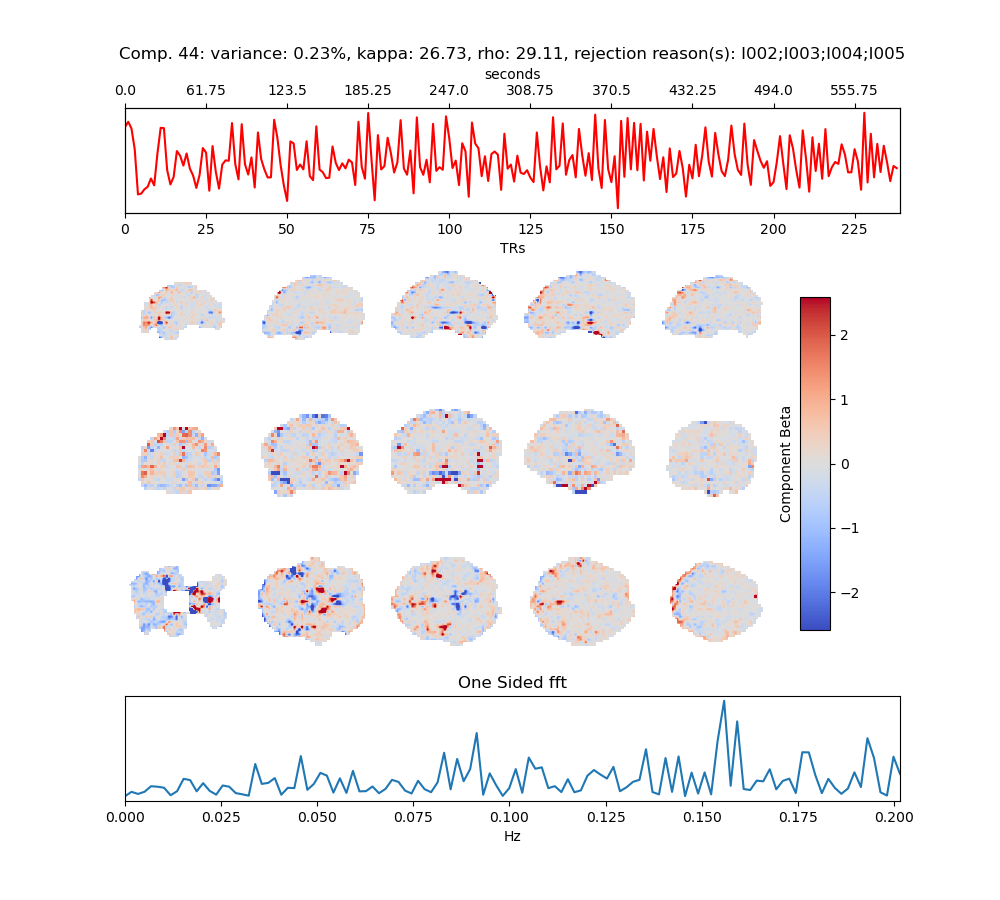 Comp. 44: variance: 0.23%, kappa: 26.73, rho: 29.11, rejection reason(s): I002;I003;I004;I005
seconds
0.0 61.75 123.5 185.25 247.0 308.75 370.5 432.25 494.0 555.75
0 25 50 75 100 125 150 175 200 225
TRs
2
1
0
−1
−2
Component Beta
One Sided fft
0.000 0.025 0.050 0.075 0.100 0.125 0.150 0.175 0.200
Hz